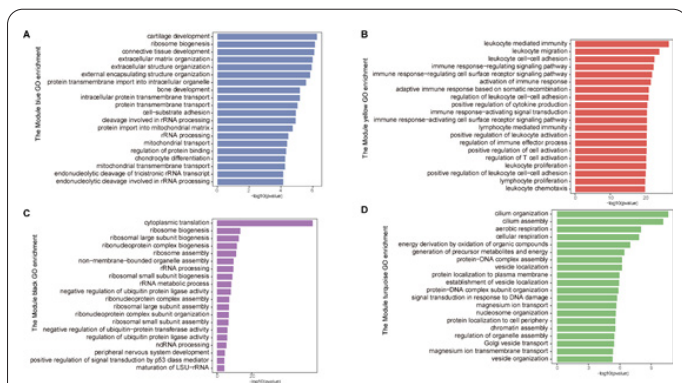 A
The Module blue GO enrichment
cartilage development
ribosome biogenesis
connective tissue development
extracellular matrix organization
extracellular structure organization
external encapsulating structure organization
protein transmembrane import into intracellular organelle
bone development
intracellular protein transmembrane transport
protein transmembrane transport
cell-substrate adhesion
cleavage involved in rRNA processing
protein import into mitochondrial matrix
rRNA processing
mitochondrial transport
regulation of protein binding
chondrocyte differentiation
mitochondrial transmembrane transport
endonucleolytic cleavage of tricistronic rRNA transcript
endonucleolytic cleavage involved in rRNA processing
0 2 4 6
-log10(pvalue)
B
The Module yellow GO enrichment
leukocyte mediated immunity
leukocyte migration
leukocyte cell-cell adhesion
immune response-regulating signaling pathway
immune response-regulating cell surface receptor signaling pathway
activation of immune response
adaptive immune response based on somatic recombination
regulation of leukocyte cell-cell adhesion
positive regulation of cytokine production
immune response-activating signal transduction
immune response-activating cell surface receptor signaling pathway
lymphocyte mediated immunity
positive regulation of leukocyte activation
regulation of immune effector process
positive regulation of cell activation
regulation of T cell activation
leukocyte proliferation
positive regulation of leukocyte cell-cell adhesion
lymphocyte proliferation
leukocyte chemotaxis
0 10 20
-log10(pvalue)
C
The Module black GO enrichment
cytoplasmic translation
ribosome biogenesis
ribosomal large subunit biogenesis
ribonucleoprotein complex biogenesis
ribosome assembly
non-membrane-bounded organelle assembly
rRNA processing
ribosomal small subunit biogenesis
rRNA metabolic process
negative regulation of ubiquitin protein ligase activity
ribonucleoprotein complex assembly
ribosomal large subunit assembly
ribonucleoprotein complex subunit organization
ribosomal small subunit assembly
negative regulation of ubiquitin-protein transferase activity
regulation of ubiquitin protein ligase activity
ncRNA processing
peripheral nervous system development
positive regulation of signal transduction by p53 class mediator
maturation of LSU-rRNA
-log10(pvalue)
D
The Module turquoise GO enrichment
cilium organization
cilium assembly
aerobic respiration
cellular respiration
energy derivation by oxidation of organic compounds
generation of precursor metabolites and energy
protein-DNA complex assembly
vesicle localization
protein localization to plasma membrane
establishment of vesicle localization
protein-DNA complex subunit organization
signal transduction in response to DNA damage
magnesium ion transport
nucleosome organization
protein localization to cell periphery
chromatin assembly
regulation of organelle assembly
Golgi vesicle transport
magnesium ion transmembrane transport
vesicle organization
-log10(pvalue)